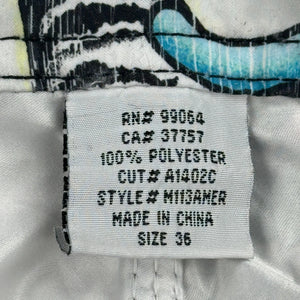 RN# 99064
CA# 37757
100% POLYESTER
CUT# A1402C
STYLE# M113AMER
MADE IN CHINA
SIZE 36